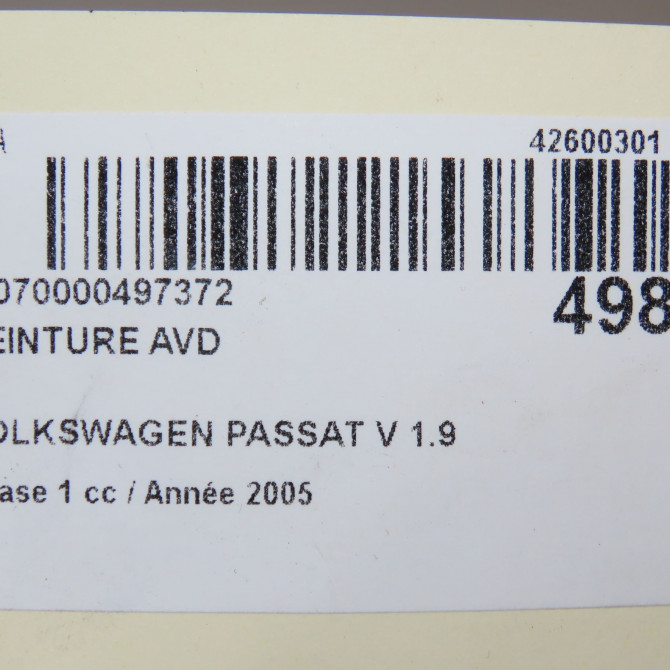 A 42600301
070000497372 498
EINTURE AVD
OLKSWAGEN PASSAT V 1.9
ase 1 cc / Année 2005